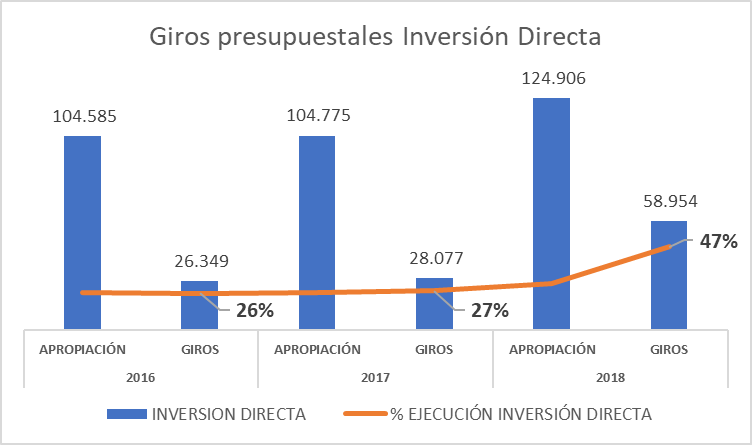 Giros presupuestales Inversión Directa
124.906
104.585
104.775
58.954
47%
26.349
28.077
26%
27%
APROPIACIÓN GIROS APROPIACIÓN GIROS APROPIACIÓN GIROS
2016 2017 2018
INVERSION DIRECTA % EJECUCIÓN INVERSIÓN DIRECTA